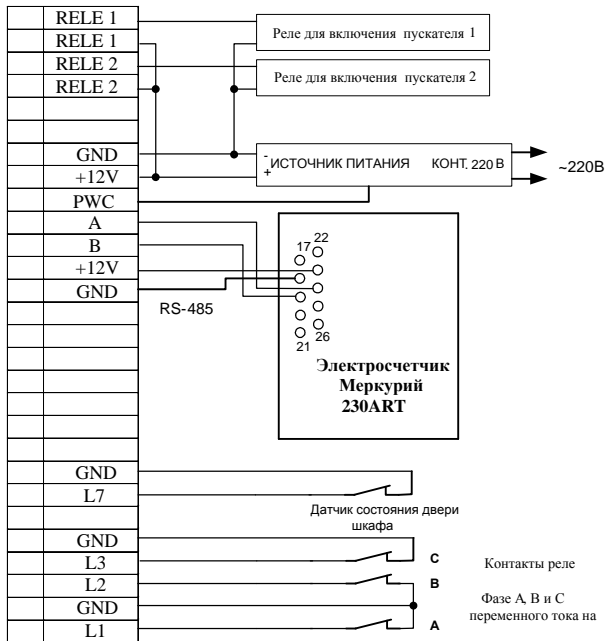 RELE 1
RELE 1
RELE 2
RELE 2
Реле для включения пускателя 1
Реле для включения пускателя 2
GND
+12V
PWC
A
B
+12V
GND
-
+
ИСТОЧНИК ПИТАНИЯ
КОНТ. 220 В
~220В
RS-485
17
22
21
26
Электросчетчик
Меркурий
230ART
GND
L7
Датчик состояния двери
шкафа
GND
L3
L2
GND
L1
C
B
A
Контакты реле
Фазе А, В и С
переменного тока на